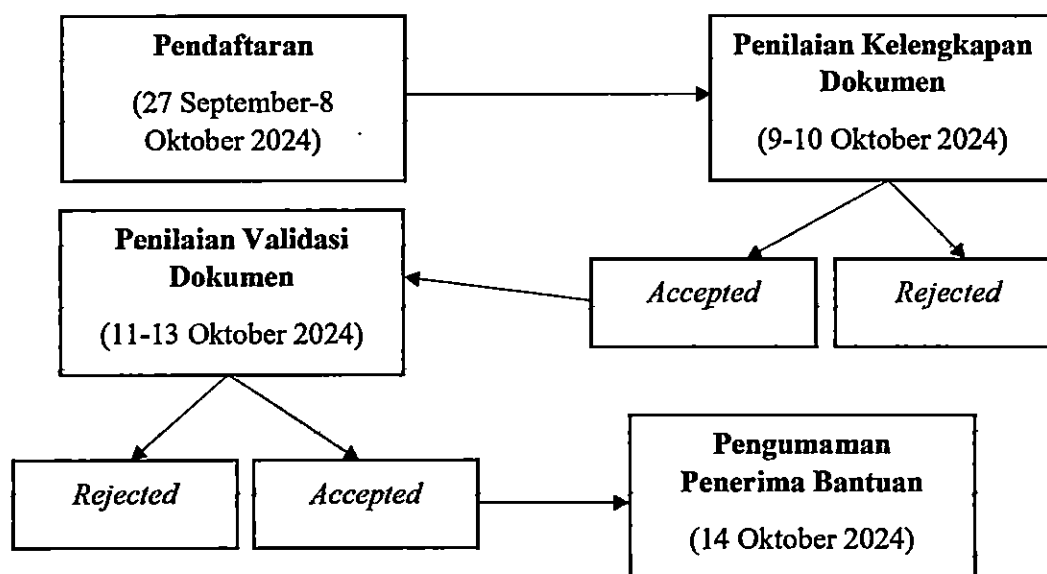 Pendaftaran
(27 September-8
Oktober 2024)
Penilaian Kelengkapan
Dokumen
(9-10 Oktober 2024)
Accepted
Rejected
Penilaian Validasi
Dokumen
(11-13 Oktober 2024)
Rejected
Accepted
Pengumaman
Penerima Bantuan
(14 Oktober 2024)